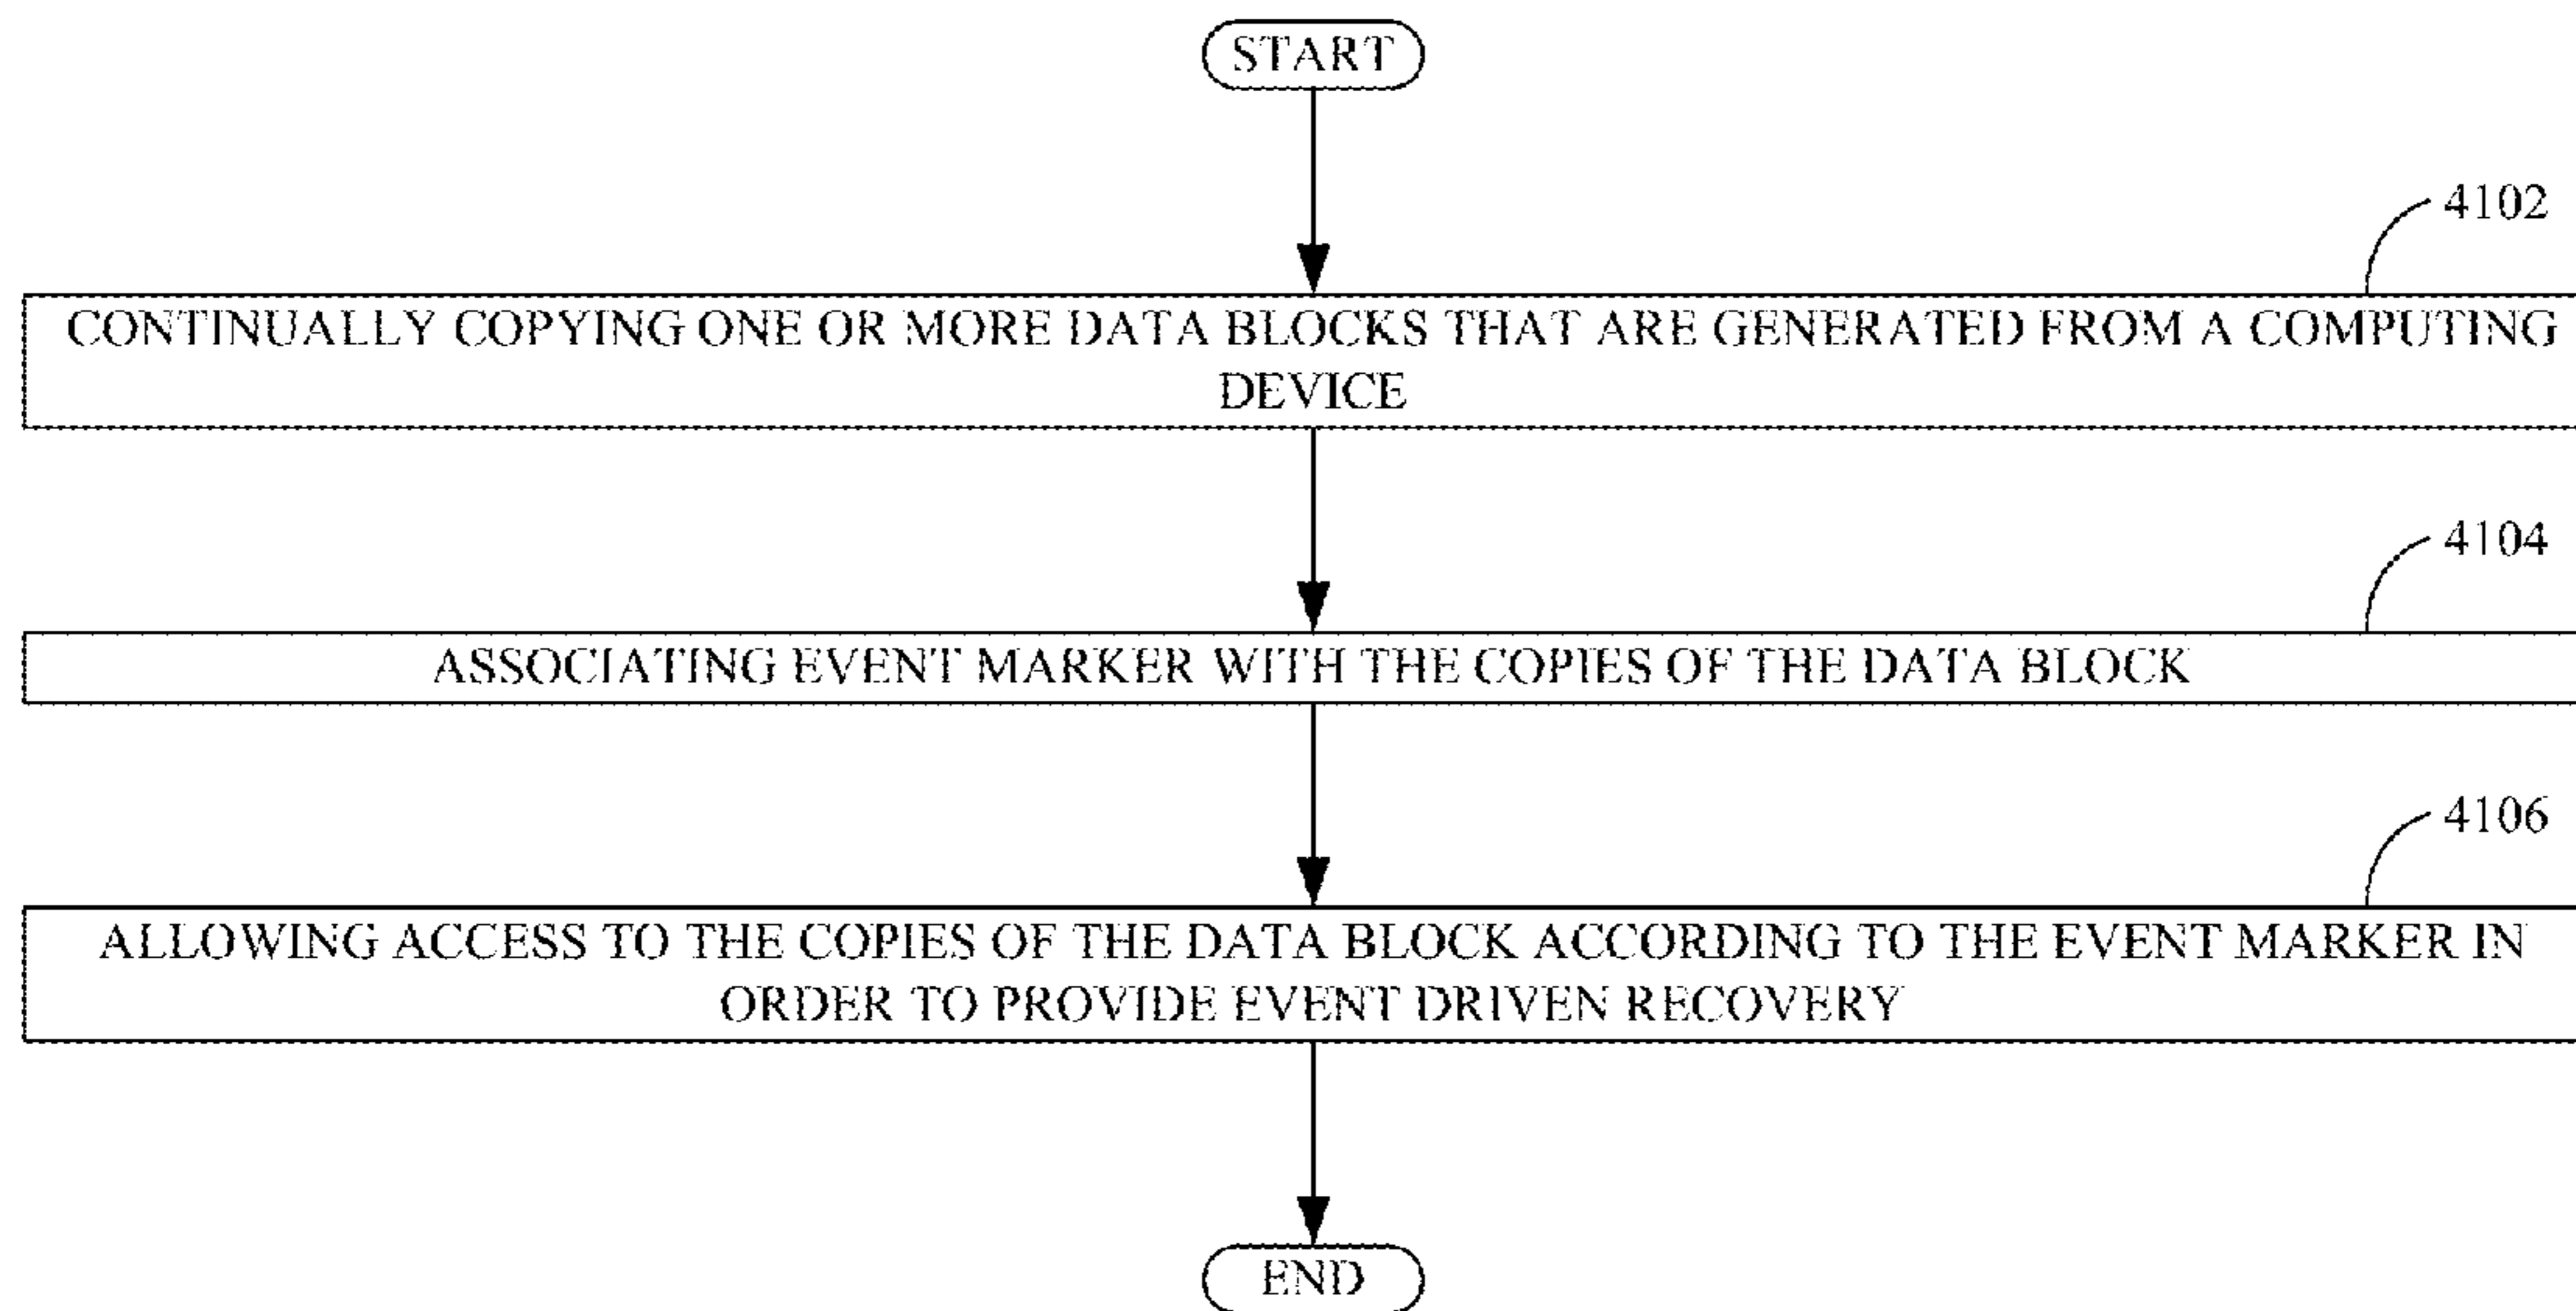 START
4102
CONTINUALLY COPYING ONE OR MORE DATA BLOCKS THAT ARE GENERATED FROM A COMPUTING
DEVICE
4104
ASSOCIATING EVENT MARKER WITH THE COPIES OF THE DATA BLOCK
4106
ALLOWING ACCESS TO THE COPIES OF THE DATA BLOCK ACCORDING TO THE EVENT MARKER IN
ORDER TO PROVIDE EVENT DRIVEN RECOVERY
END